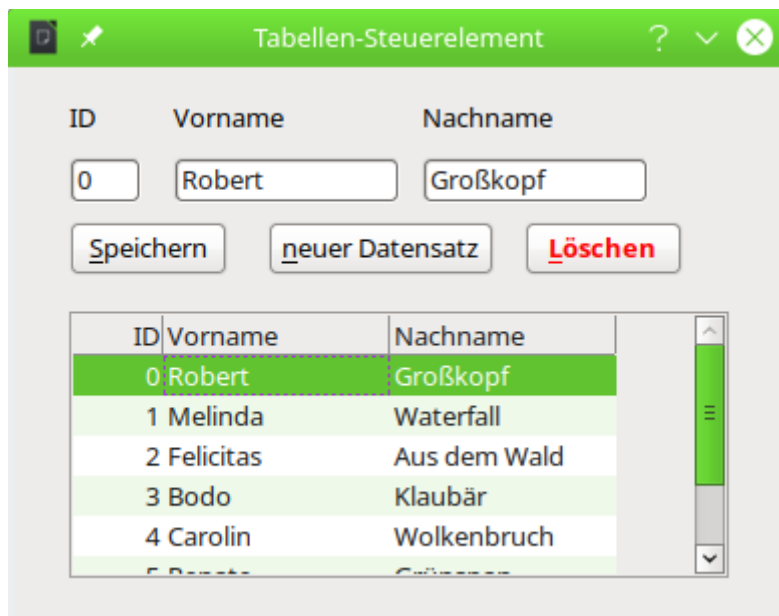 Tabellen-Steuerelement
ID Vorname Nachname
0 Robert Großkopf
Speichern neuer Datensatz Löschen
ID Vorname Nachname
0 Robert Großkopf
1 Melinda Waterfall
2 Felicitas Aus dem Wald
3 Bodo Klaubär
4 Carolin Wolkenbruch